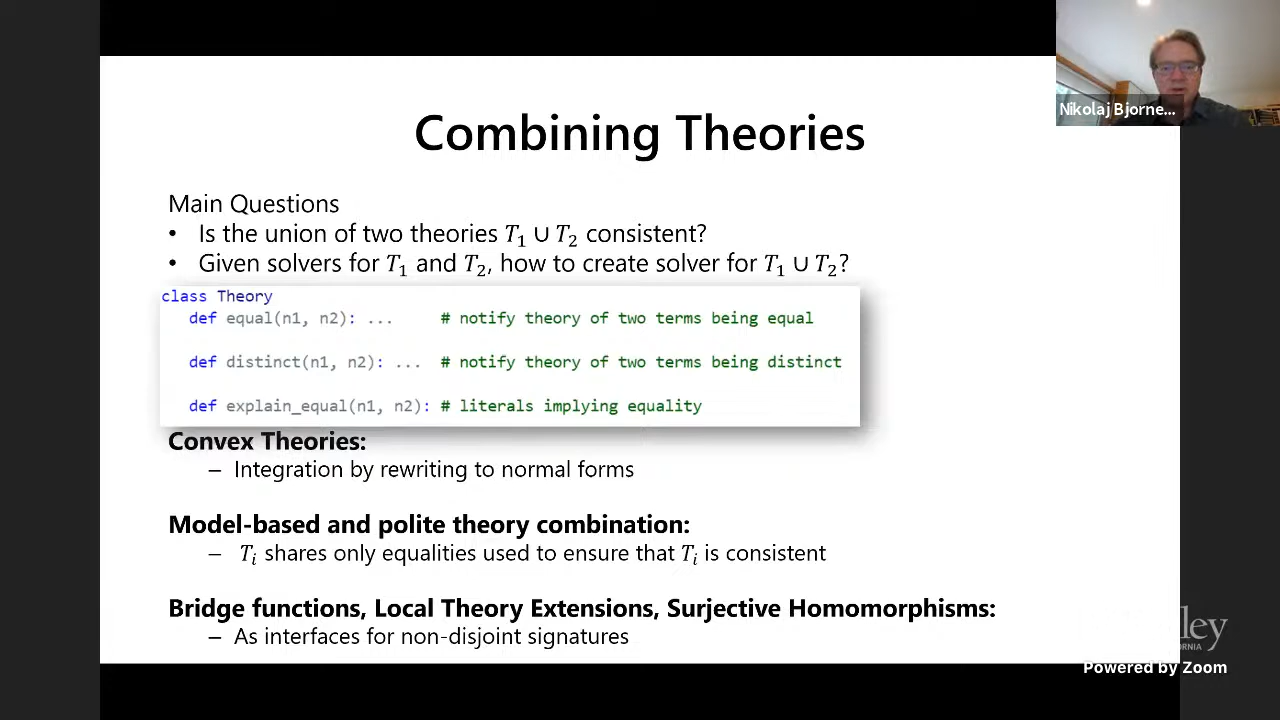 Nikolaj Bjorne...
Combining Theories
Main Questions
• Is the union of two theories 𝑇₁ ∪ 𝑇₂ consistent?
• Given solvers for 𝑇₁ and 𝑇₂, how to create solver for 𝑇₁ ∪ 𝑇₂?
class Theory
def equal(n1, n2): ... # notify theory of two terms being equal
def distinct(n1, n2): ... # notify theory of two terms being distinct
def explain_equal(n1, n2): # literals implying equality
Convex Theories:
– Integration by rewriting to normal forms
Model-based and polite theory combination:
– 𝑇ᵢ shares only equalities used to ensure that 𝑇ᵢ is consistent
Bridge functions, Local Theory Extensions, Surjective Homomorphisms:
– As interfaces for non-disjoint signatures
ley
RNIA
Powered by Zoom